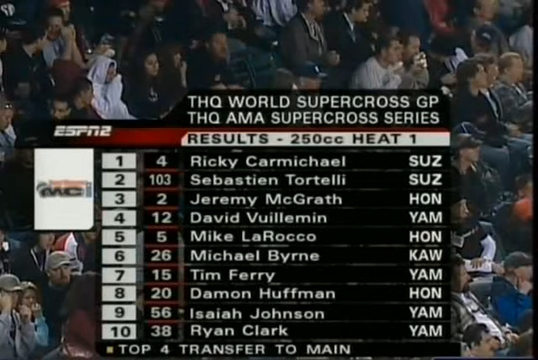 THQ WORLD SUPERCROSS GP
THQ AMA SUPERCROSS SERIES
ESPN2
RESULTS - 250cc HEAT 1
1 4 Ricky Carmichael SUZ
2 103 Sebastien Tortelli SUZ
3 2 Jeremy McGrath HON
4 12 David Vuillemin YAM
5 5 Mike LaRocco HON
6 26 Michael Byrne KAW
7 15 Tim Ferry YAM
8 20 Damon Huffman HON
9 56 Isaiah Johnson YAM
10 38 Ryan Clark YAM
TOP 4 TRANSFER TO MAIN